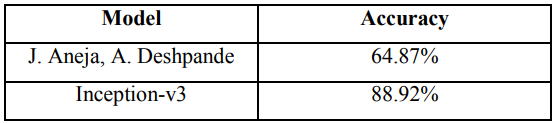 Model Accuracy
J. Aneja, A. Deshpande 64.87%
Inception-v3 88.92%